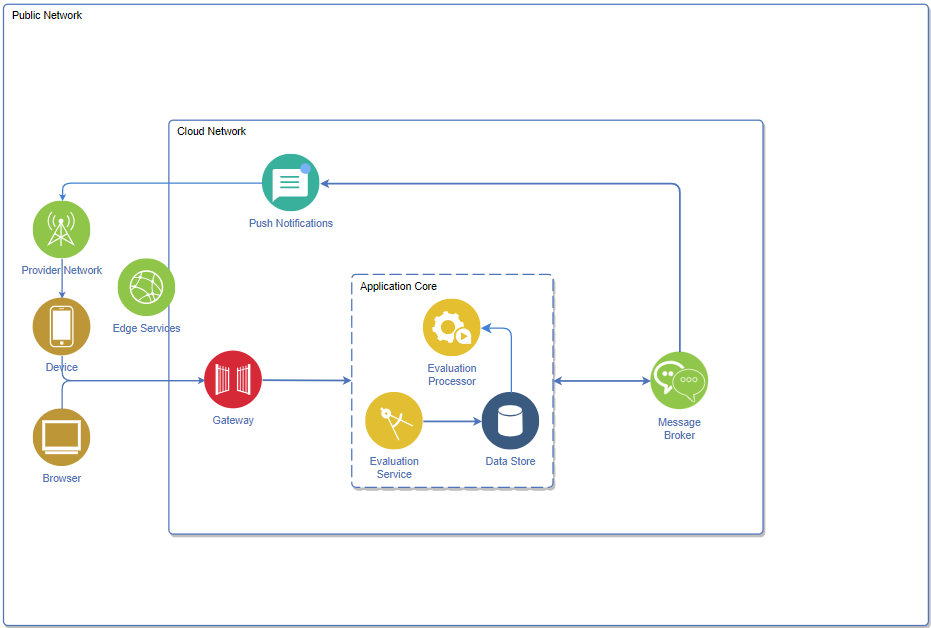 Public Network
Cloud Network
Push Notifications
Provider Network
Application Core
Edge Services
Device
Evaluation
Processor
Gateway
Message
Broker
Evaluation
Service
Data Store
Browser